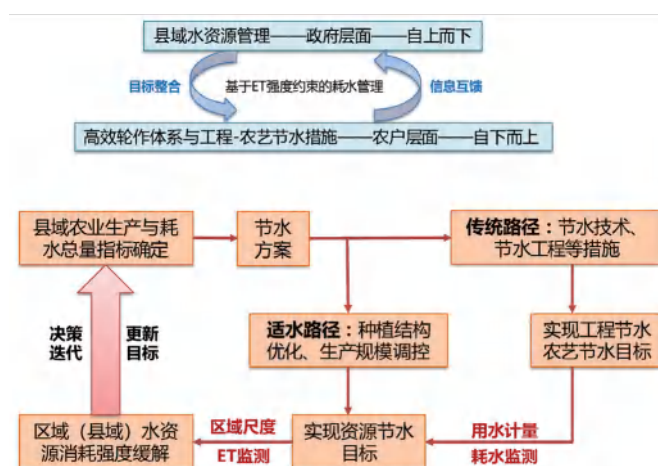 县域水资源管理——政府层面——自上而下
目标整合
基于ET强度约束的耗水管理
信息互馈
高效轮作体系与工程-农艺节水措施——农户层面——自下而上
县域农业生产与耗
水总量指标确定
节水
方案
传统路径：节水技术、
节水工程等措施
决策
迭代
更新
目标
适水路径：种植结构
优化、生产规模调控
实现工程节水
农艺节水目标
区域（县域）水资
源消耗强度缓解
区域尺度
ET监测
实现资源节水
目标
用水计量
耗水监测